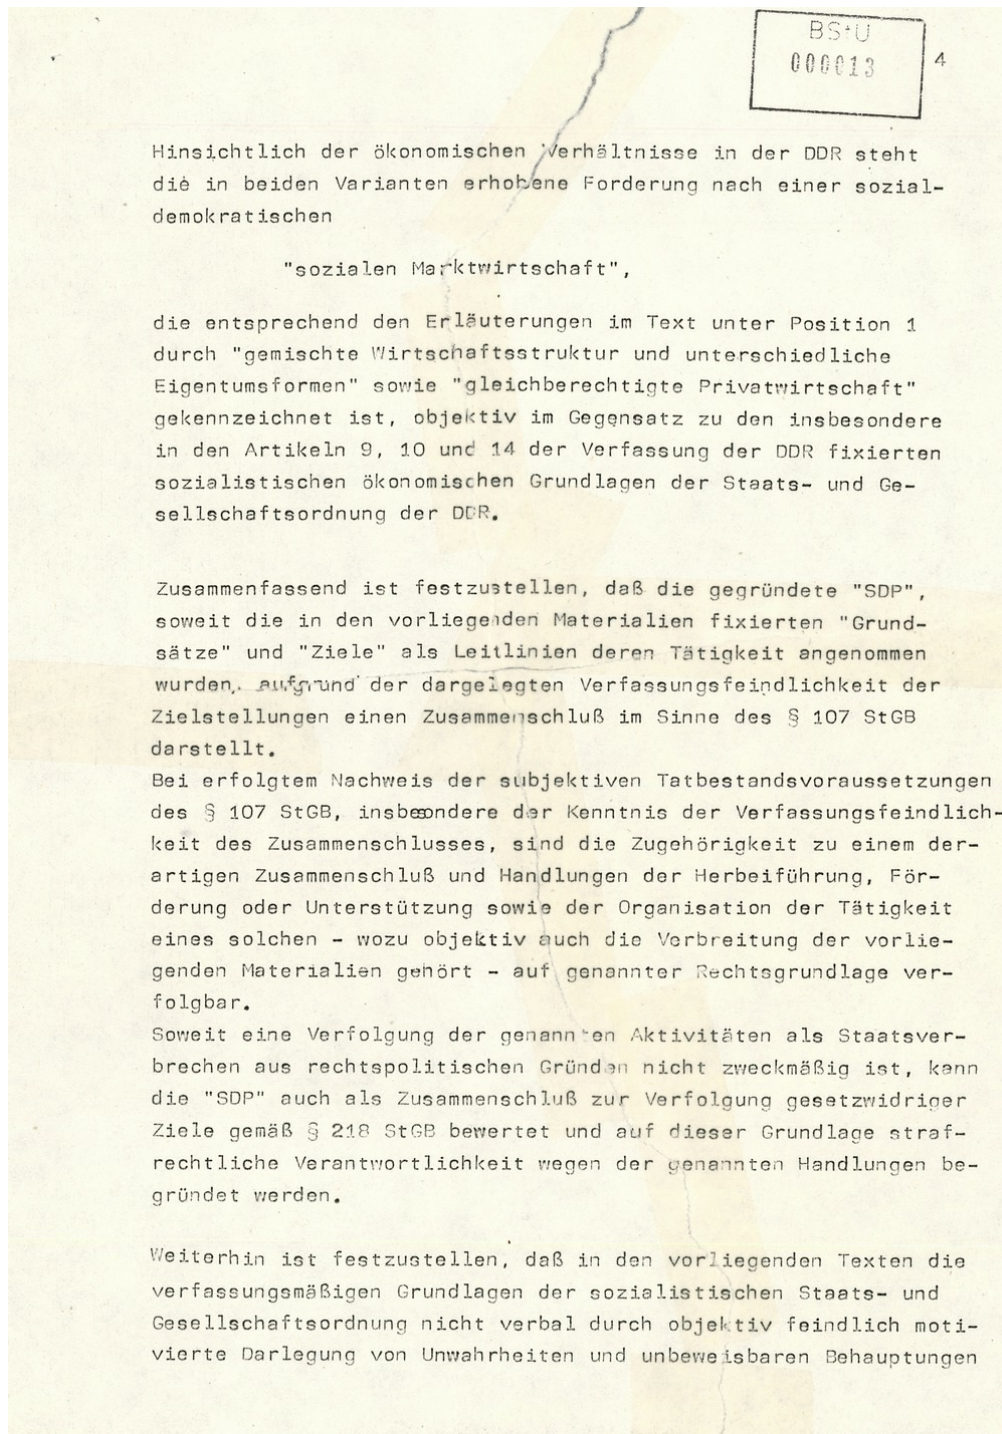 BStU
000013
4
Hinsichtlich der ökonomischen Verhältnisse in der DDR steht
die in beiden Varianten erhobene Forderung nach einer sozial-
demokratischen
"sozialen Marktwirtschaft",
die entsprechend den Erläuterungen im Text unter Position 1
durch "gemischte Wirtschaftsstruktur und unterschiedliche
Eigentumsformen" sowie "gleichberechtigte Privatwirtschaft"
gekennzeichnet ist, objektiv im Gegensatz zu den insbesondere
in den Artikeln 9, 10 und 14 der Verfassung der DDR fixierten
sozialistischen ökonomischen Grundlagen der Staats- und Ge-
sellschaftsordnung der DDR.
Zusammenfassend ist festzustellen, daß die gegründete "SDP",
soweit die in den vorliegenden Materialien fixierten "Grund-
sätze" und "Ziele" als Leitlinien deren Tätigkeit angenommen
wurden, aufgrund der dargelegten Verfassungsfeindlichkeit der
Zielstellungen einen Zusammenschluß im Sinne des § 107 StGB
darstellt.
Bei erfolgtem Nachweis der subjektiven Tatbestandsvoraussetzungen
des § 107 StGB, insbesondere der Kenntnis der Verfassungsfeindlich-
keit des Zusammenschlusses, sind die Zugehörigkeit zu einem der-
artigen Zusammenschluß und Handlungen der Herbeiführung, För-
derung oder Unterstützung sowie der Organisation der Tätigkeit
eines solchen - wozu objektiv auch die Verbreitung der vorlie-
genden Materialien gehört - auf genannter Rechtsgrundlage ver-
folgbar.
Soweit eine Verfolgung der genannten Aktivitäten als Staatsver-
brechen aus rechtspolitischen Gründen nicht zweckmäßig ist, kann
die "SDP" auch als Zusammenschluß zur Verfolgung gesetzwidriger
Ziele gemäß § 218 StGB bewertet und auf dieser Grundlage straf-
rechtliche Verantwortlichkeit wegen der genannten Handlungen be-
gründet werden.
Weiterhin ist festzustellen, daß in den vorliegenden Texten die
verfassungsmäßigen Grundlagen der sozialistischen Staats- und
Gesellschaftsordnung nicht verbal durch objektiv feindlich moti-
vierte Darlegung von Unwahrheiten und unbeweisbaren Behauptungen